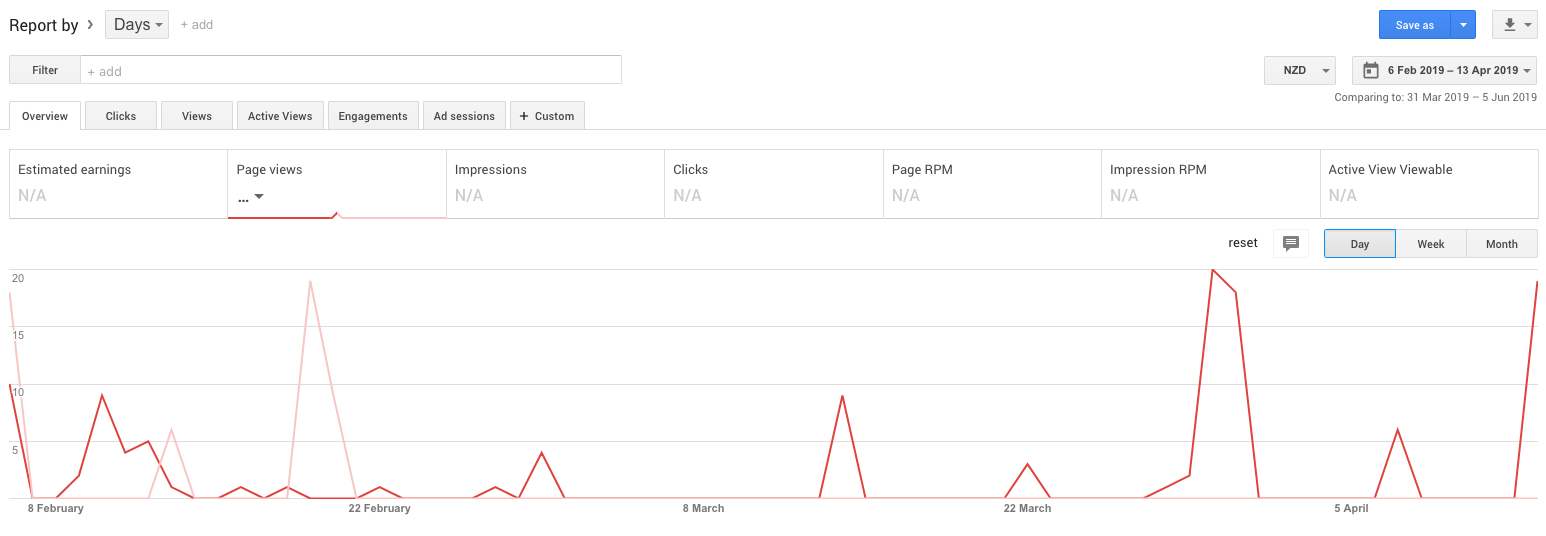 Report by › Days + add Save as
Filter + add NZD 6 Feb 2019 – 13 Apr 2019
Comparing to: 31 Mar 2019 – 5 Jun 2019
Overview Clicks Views Active Views Engagements Ad sessions + Custom
Estimated earnings Page views Impressions Clicks Page RPM Impression RPM Active View Viewable
N/A ... N/A N/A N/A N/A N/A
reset Day Week Month
20
15
10
5
8 February 22 February 8 March 22 March 5 April